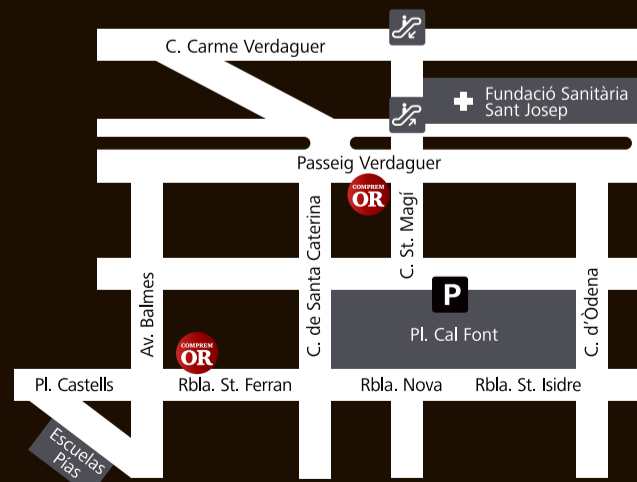 C. Carme Verdaguer
Fundació Sanitària
Sant Josep
Passeig Verdaguer
COMPREM
OR
C. St. Magí
C. de Santa Caterina
Av. Balmes
C. d'Òdena
P
Pl. Cal Font
COMPREM
OR
Pl. Castells
Rbla. St. Ferran
Rbla. Nova
Rbla. St. Isidre
Escuelas
Pías